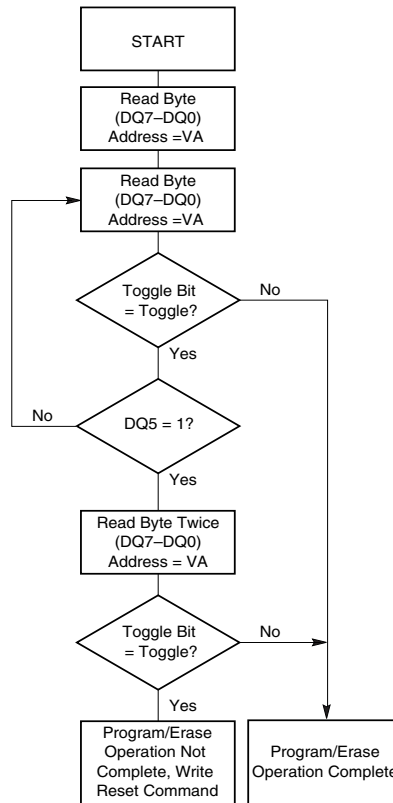 START
Read Byte
(DQ7–DQ0)
Address =VA
Read Byte
(DQ7–DQ0)
Address =VA
Toggle Bit
= Toggle?
No
Yes
No
DQ5 = 1?
Yes
Read Byte Twice
(DQ7–DQ0)
Address = VA
Toggle Bit
= Toggle?
No
Yes
Program/Erase
Operation Not
Complete, Write
Reset Command
Program/Erase
Operation Complete